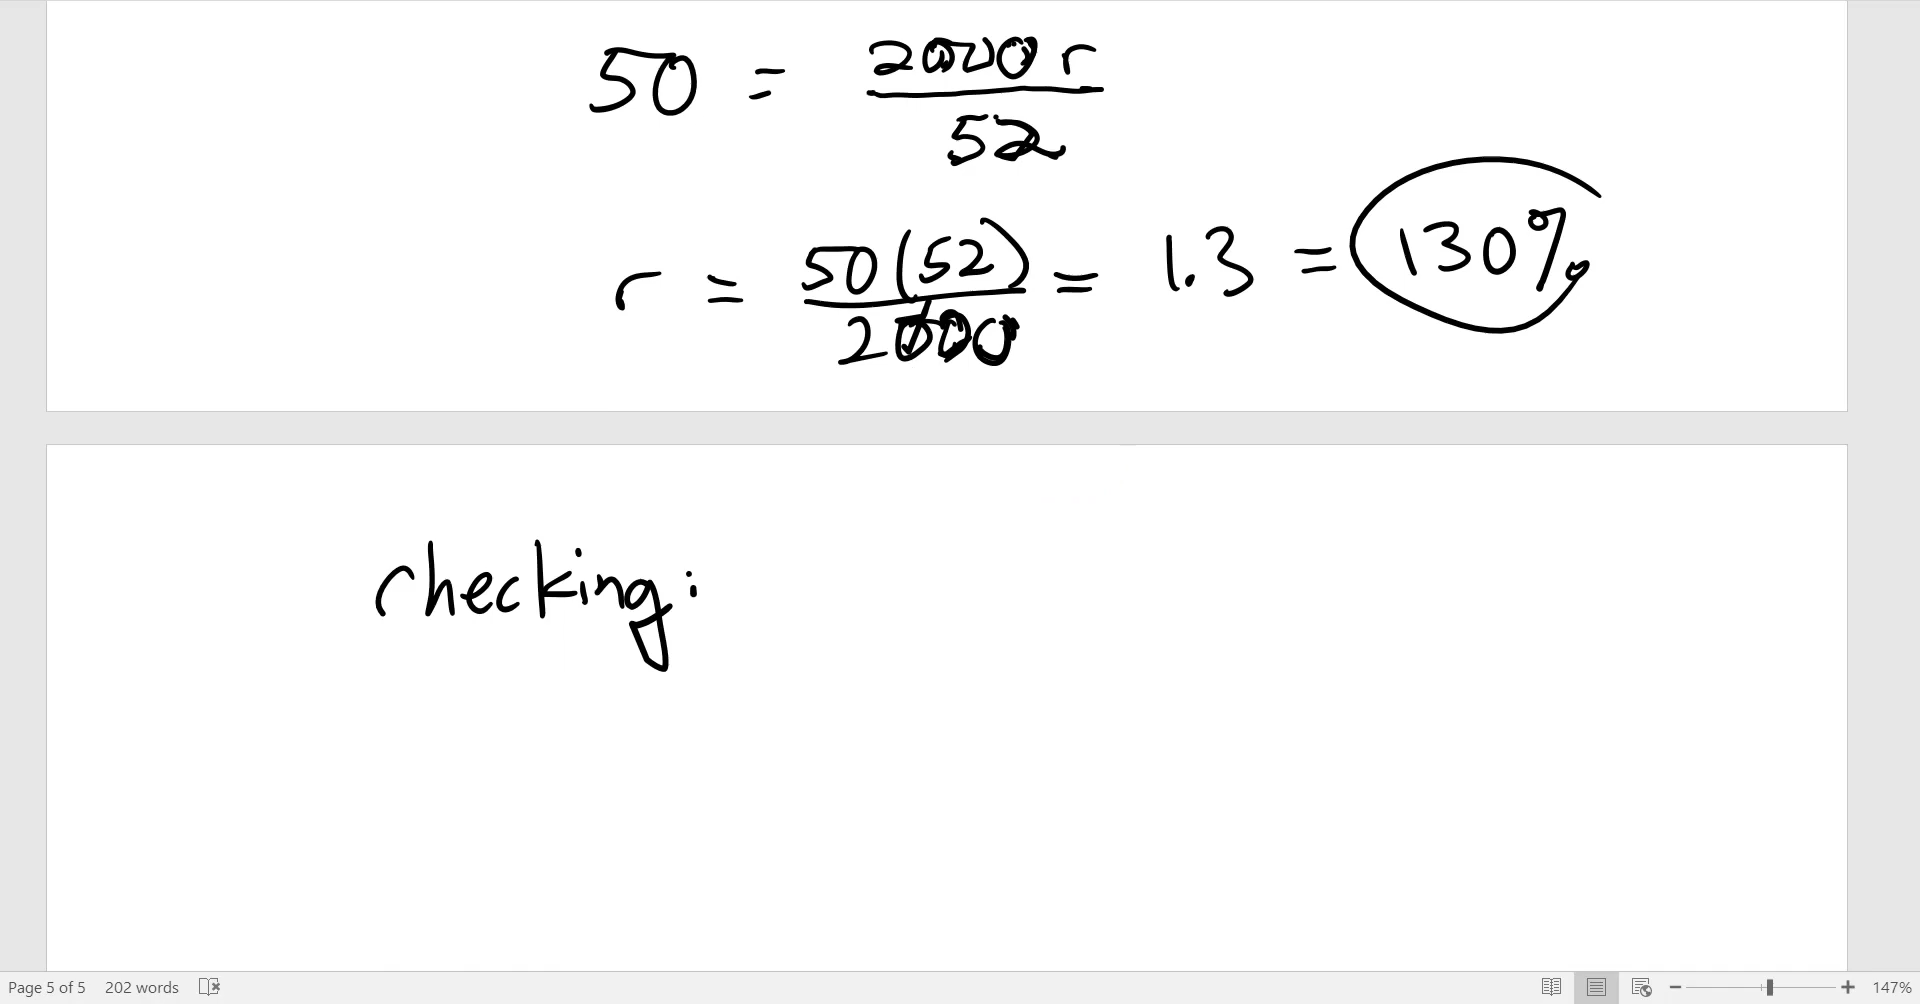 50 = 2000 r
52
r = 50(52) = 1.3 = 130%
2000
checking:
Page 5 of 5 202 words 147%